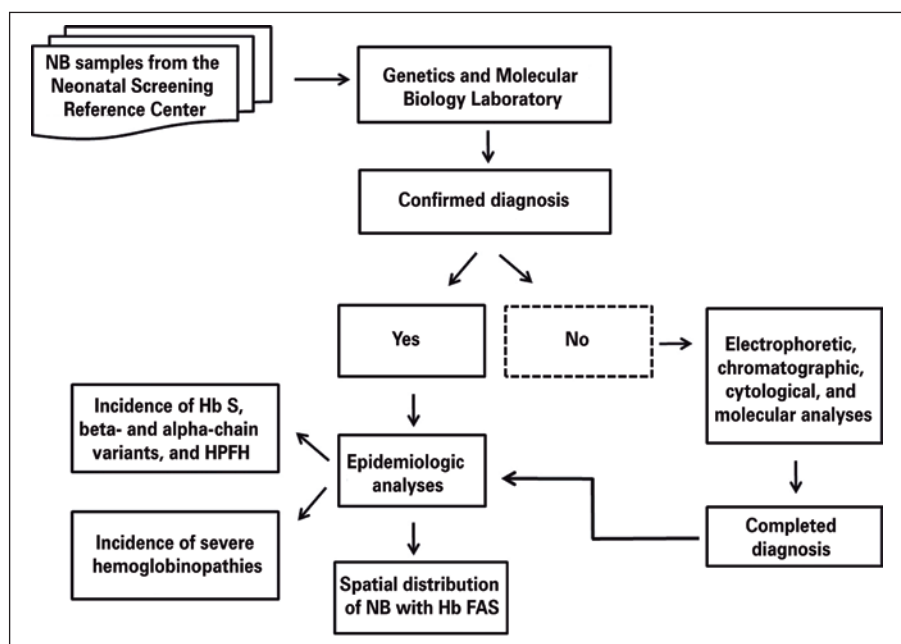 NB samples from the
Neonatal Screening
Reference Center
Genetics and Molecular
Biology Laboratory
Confirmed diagnosis
Yes
No
Electrophoretic,
chromatographic,
cytological, and
molecular analyses
Incidence of Hb S,
beta- and alpha-chain
variants, and HPFH
Epidemiologic
analyses
Incidence of severe
hemoglobinopathies
Completed
diagnosis
Spatial distribution
of NB with Hb FAS